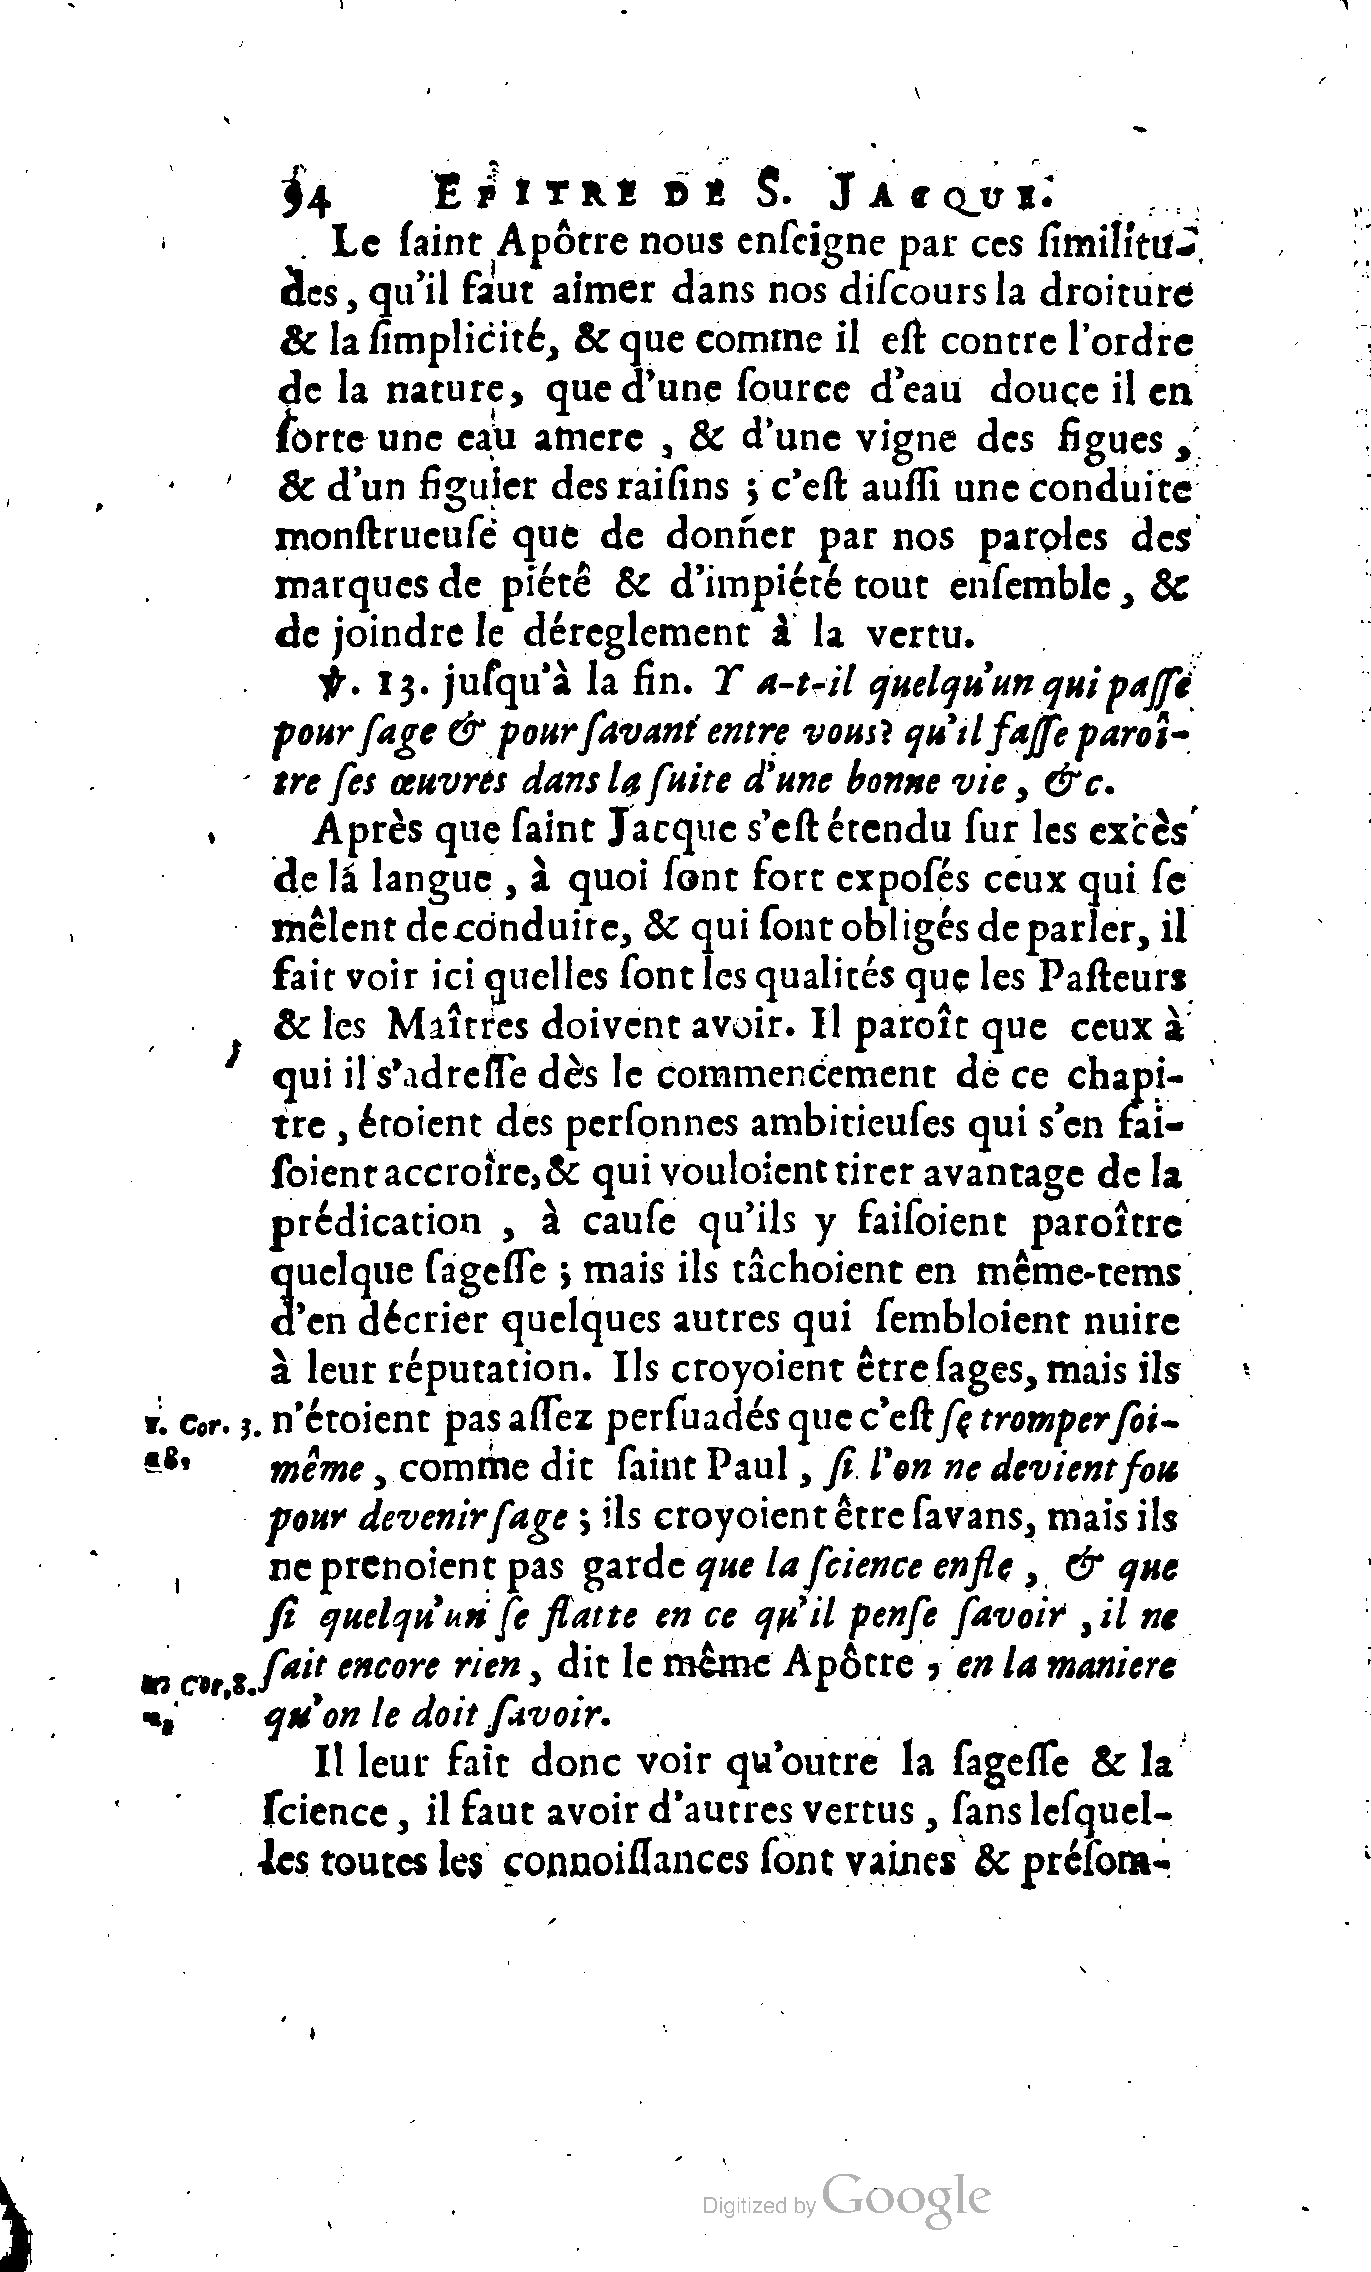 94 EPITRE DE S. JACQUE.
Le ſaint Apôtre nous enſeigne par ces ſimilitu-
des, qu'il faut aimer dans nos diſcours la droiture
& la ſimplicité, & que comme il eſt contre l'ordre
de la nature, que d'une ſource d'eau douce il en
ſorte une eau amere, & d'une vigne des figues,
& d'un figuier des raiſins; c'eſt auſſi une conduite
monſtrueuſe que de donner par nos paroles des
marques de piétê & d'impiété tout enſemble, &
de joindre le déreglement à la vertu.
℣. 13. juſqu'à la fin. Y a-t-il quelqu'un qui paſſe
pour ſage & pour ſavant entre vous? qu'il faſſe paroî-
tre ſes œuvres dans la ſuite d'une bonne vie, &c.
Après que ſaint Jacque s'eſt étendu ſur les excès
de la langue, à quoi ſont fort expoſés ceux qui ſe
mêlent de conduire, & qui ſont obligés de parler, il
fait voir ici quelles ſont les qualités que les Paſteurs
& les Maîtres doivent avoir. Il paroît que ceux à
qui il s'adreſſe dès le commencement de ce chapi-
tre, étoient des perſonnes ambitieuſes qui s'en fai-
ſoient accroire, & qui vouloient tirer avantage de la
prédication, à cauſe qu'ils y faiſoient paroître
quelque ſageſſe; mais ils tâchoient en même-tems
d'en décrier quelques autres qui ſembloient nuire
à leur réputation. Ils croyoient être ſages, mais ils
1. Cor. 3. n'étoient pas aſſez perſuadés que c'eſt ſe tromper ſoi-
18. même, comme dit ſaint Paul, ſi l'on ne devient fou
pour devenir ſage; ils croyoient être ſavans, mais ils
ne prenoient pas garde que la ſcience enfle, & que
ſi quelqu'un ſe flatte en ce qu'il penſe ſavoir, il ne
Cor. 8. ſait encore rien, dit le même Apôtre, en la maniere
qu'on le doit ſavoir.
Il leur fait donc voir qu'outre la ſageſſe & la
ſcience, il faut avoir d'autres vertus, ſans leſquel-
les toutes les connoiſſances ſont vaines & préſom-
Digitized by Google